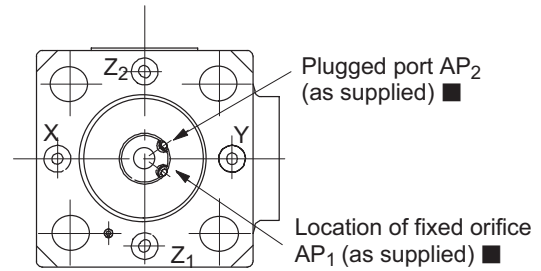 Z2
Plugged port AP2
(as supplied) ■
X
Y
Location of fixed orifice
AP1 (as supplied) ■
Z1